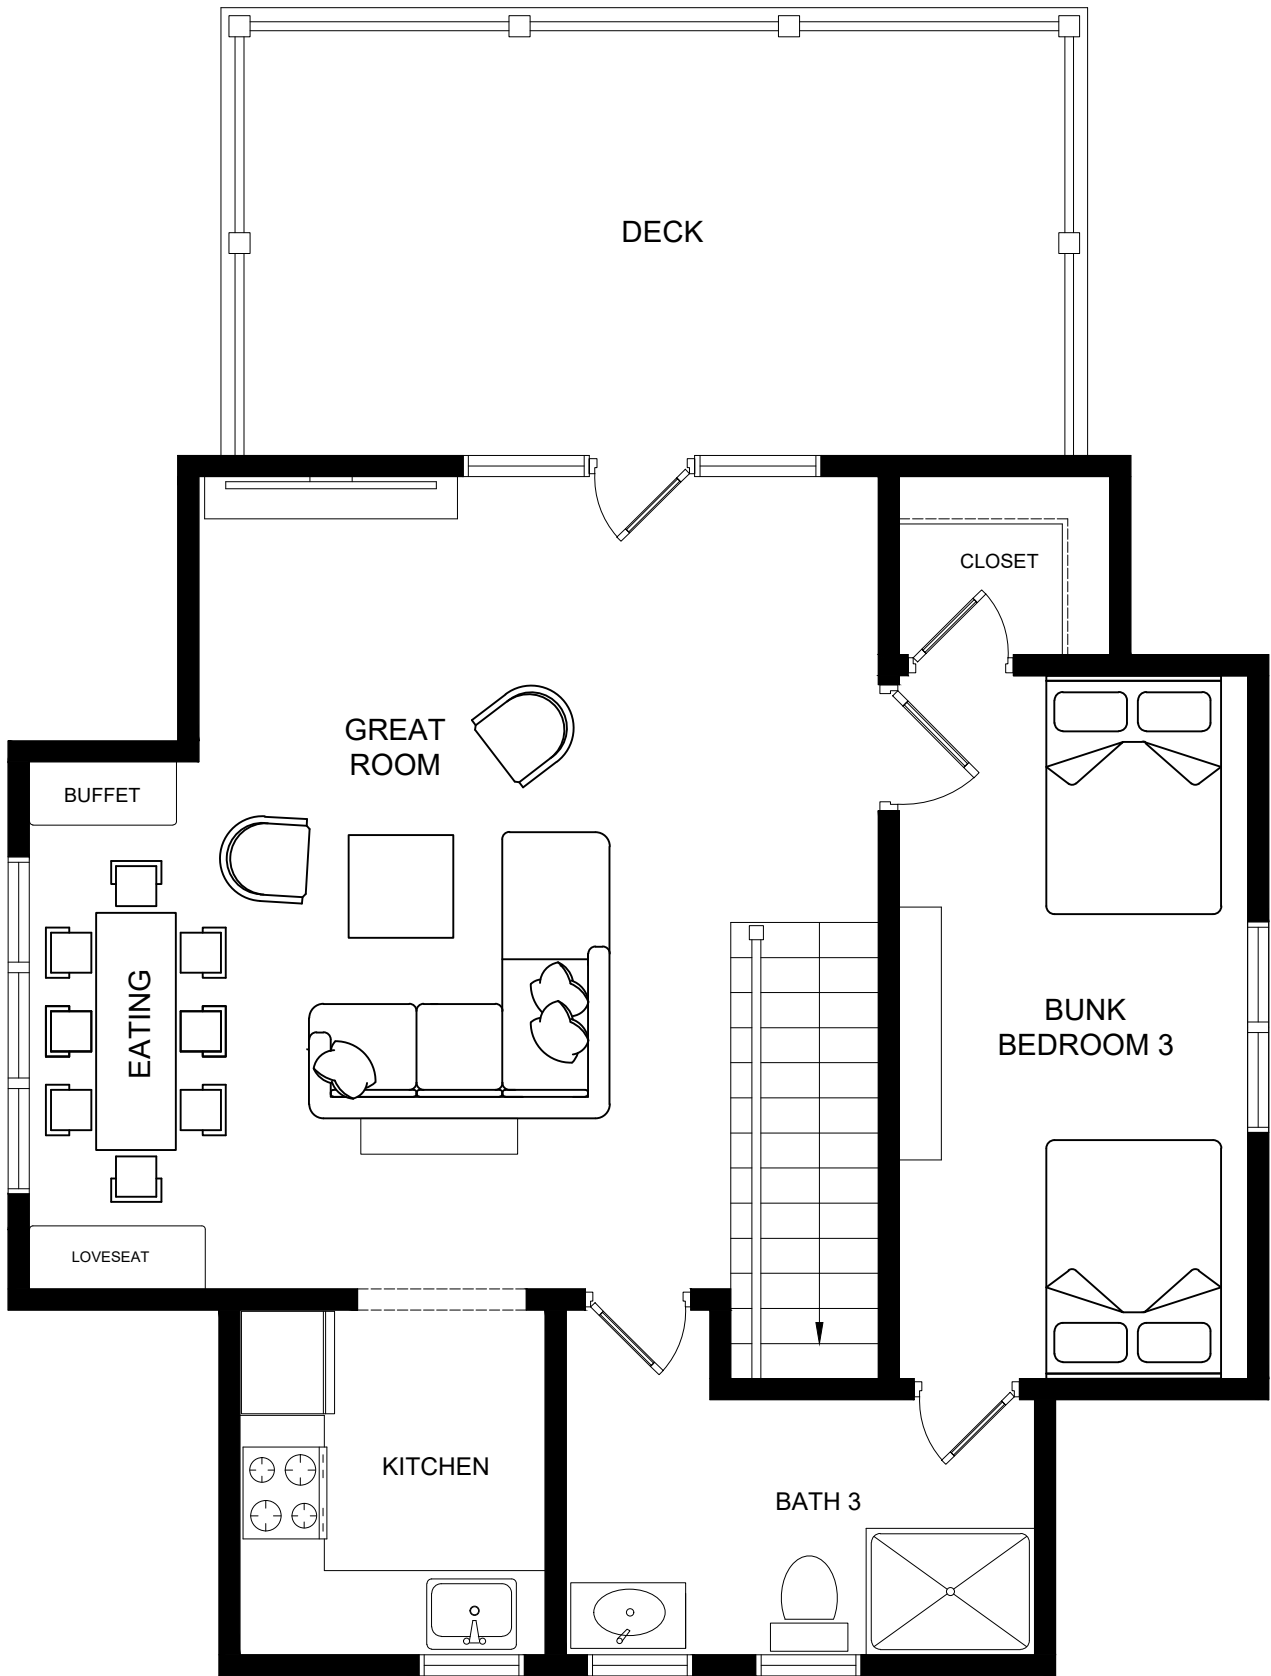 DECK
CLOSET
GREAT
ROOM
BUFFET
EATING
BUNK
BEDROOM 3
LOVESEAT
KITCHEN
BATH 3